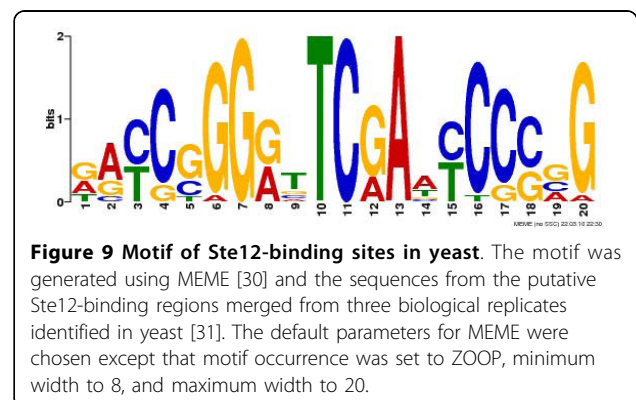 2
bits
1
0
1 2 3 4 5 6 7 8 9 10 11 12 13 14 15 16 17 18 19 20
MEME (no SSC) 22.03.10 22:30
Figure 9 Motif of Ste12-binding sites in yeast. The motif was
generated using MEME [30] and the sequences from the putative
Ste12-binding regions merged from three biological replicates
identified in yeast [31]. The default parameters for MEME were
chosen except that motif occurrence was set to ZOOP, minimum
width to 8, and maximum width to 20.